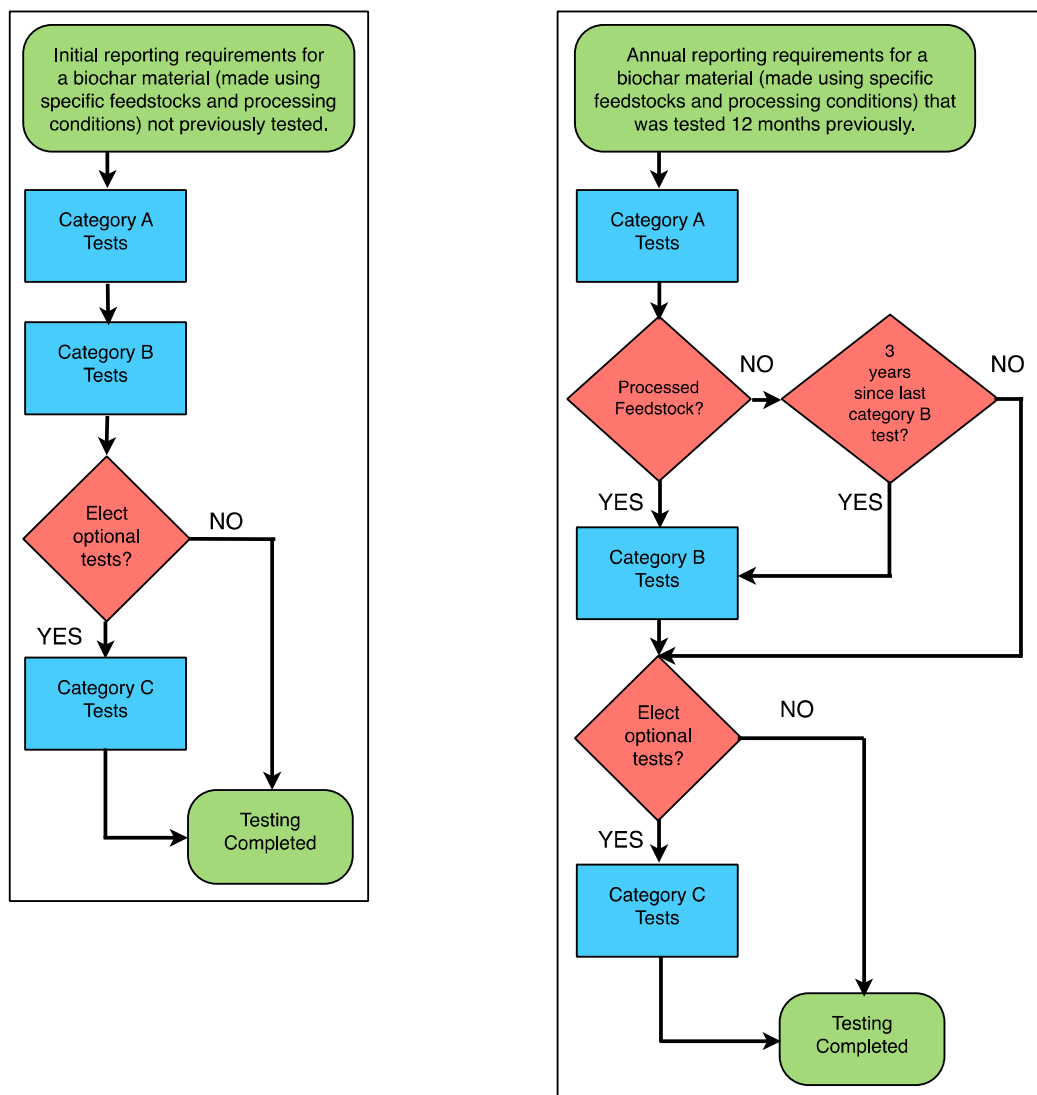 Initial reporting requirements for
a biochar material (made using
specific feedstocks and processing
conditions) not previously tested.
Category A
Tests
Category B
Tests
Elect
optional
tests?
NO
YES
Category C
Tests
Testing
Completed
Annual reporting requirements for a
biochar material (made using specific
feedstocks and processing conditions) that
was tested 12 months previously.
Category A
Tests
Processed
Feedstock?
NO
3
years
since last
category B
test?
NO
YES
YES
Category B
Tests
Elect
optional
tests?
NO
YES
Category C
Tests
Testing
Completed